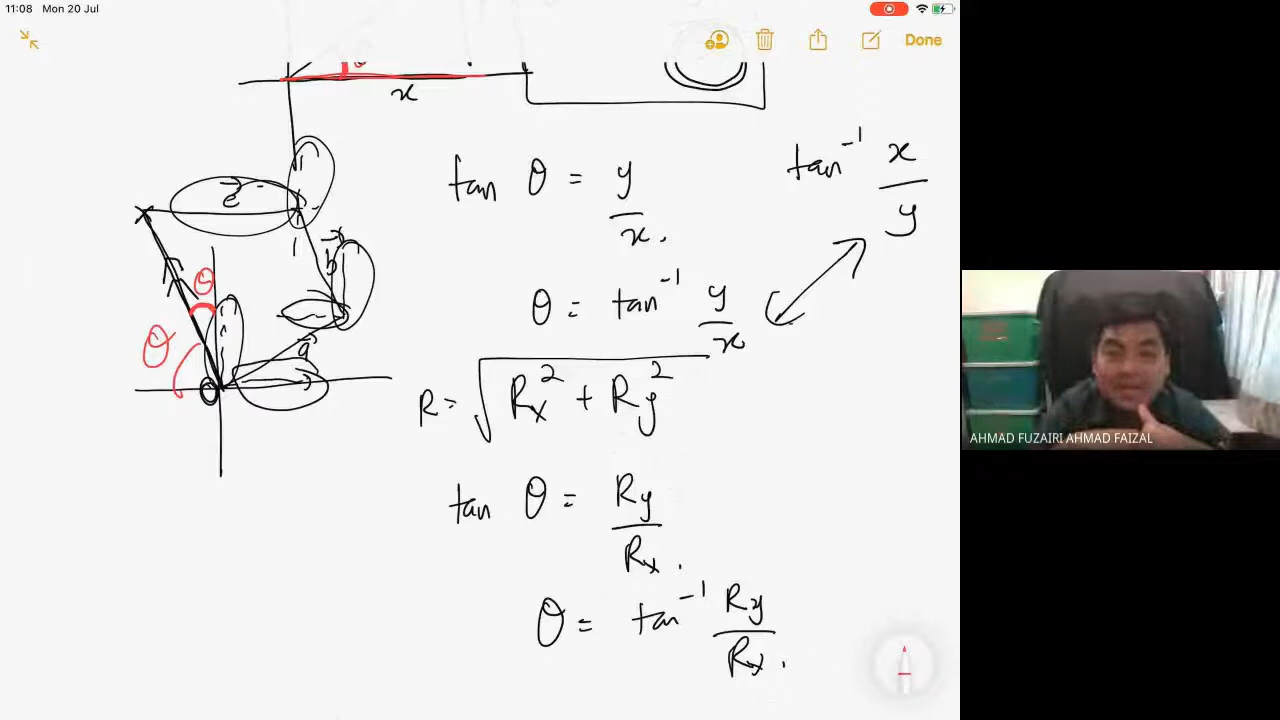 11:08 Mon 20 Jul
Done
x
tan θ = y/x.
tan⁻¹ x/y
θ = tan⁻¹ y/x
R = √(Rx² + Ry²)
tan θ = Ry/Rx.
θ = tan⁻¹ Ry/Rx.
θ
θ
b
a
O
AHMAD FUZAIRI AHMAD FAIZAL